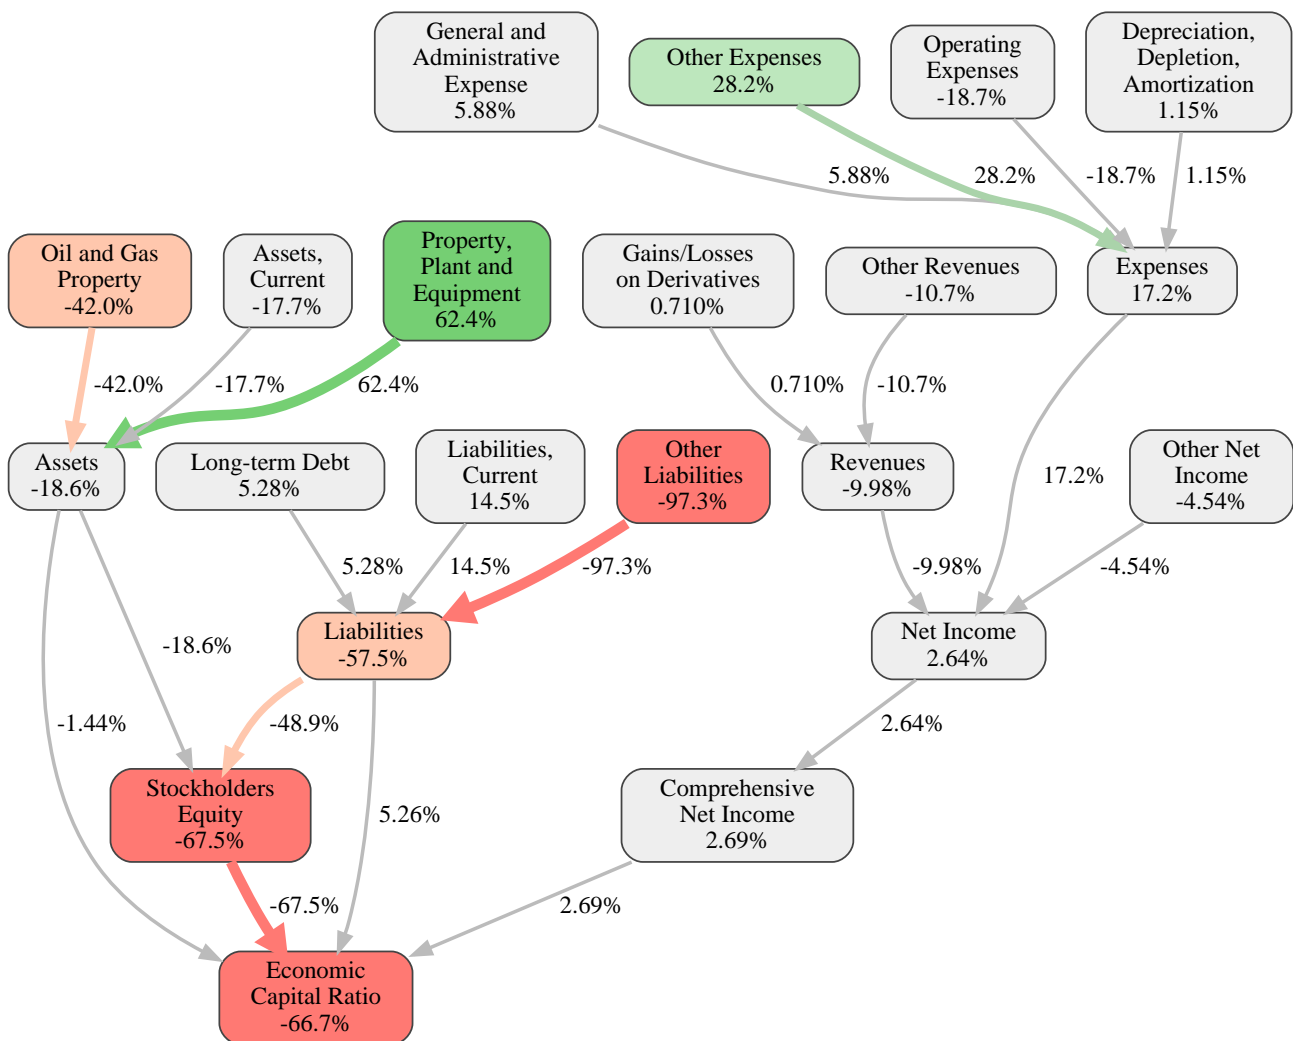 General and
Administrative
Expense
5.88%
Other Expenses
28.2%
Operating
Expenses
-18.7%
Depreciation,
Depletion,
Amortization
1.15%
5.88%
28.2%
-18.7%
1.15%
Oil and Gas
Property
-42.0%
Assets,
Current
-17.7%
Property,
Plant and
Equipment
62.4%
Gains/Losses
on Derivatives
0.710%
Other Revenues
-10.7%
Expenses
17.2%
-42.0%
-17.7%
62.4%
0.710%
-10.7%
Assets
-18.6%
Long-term Debt
5.28%
Liabilities,
Current
14.5%
Other
Liabilities
-97.3%
Revenues
-9.98%
17.2%
Other Net
Income
-4.54%
5.28%
14.5%
-97.3%
-9.98%
-4.54%
Liabilities
-57.5%
Net Income
2.64%
-18.6%
-1.44%
-48.9%
2.64%
Stockholders
Equity
-67.5%
5.26%
Comprehensive
Net Income
2.69%
-67.5%
2.69%
Economic
Capital Ratio
-66.7%